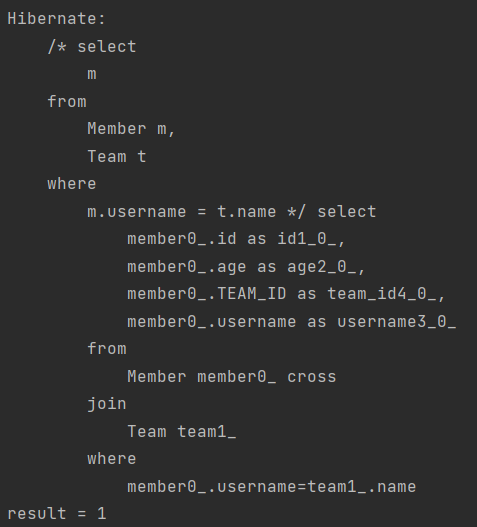 Hibernate:
    /* select
        m
    from
        Member m,
        Team t
    where
        m.username = t.name */ select
            member0_.id as id1_0_,
            member0_.age as age2_0_,
            member0_.TEAM_ID as team_id4_0_,
            member0_.username as username3_0_
        from
            Member member0_ cross
        join
            Team team1_
        where
            member0_.username=team1_.name
result = 1